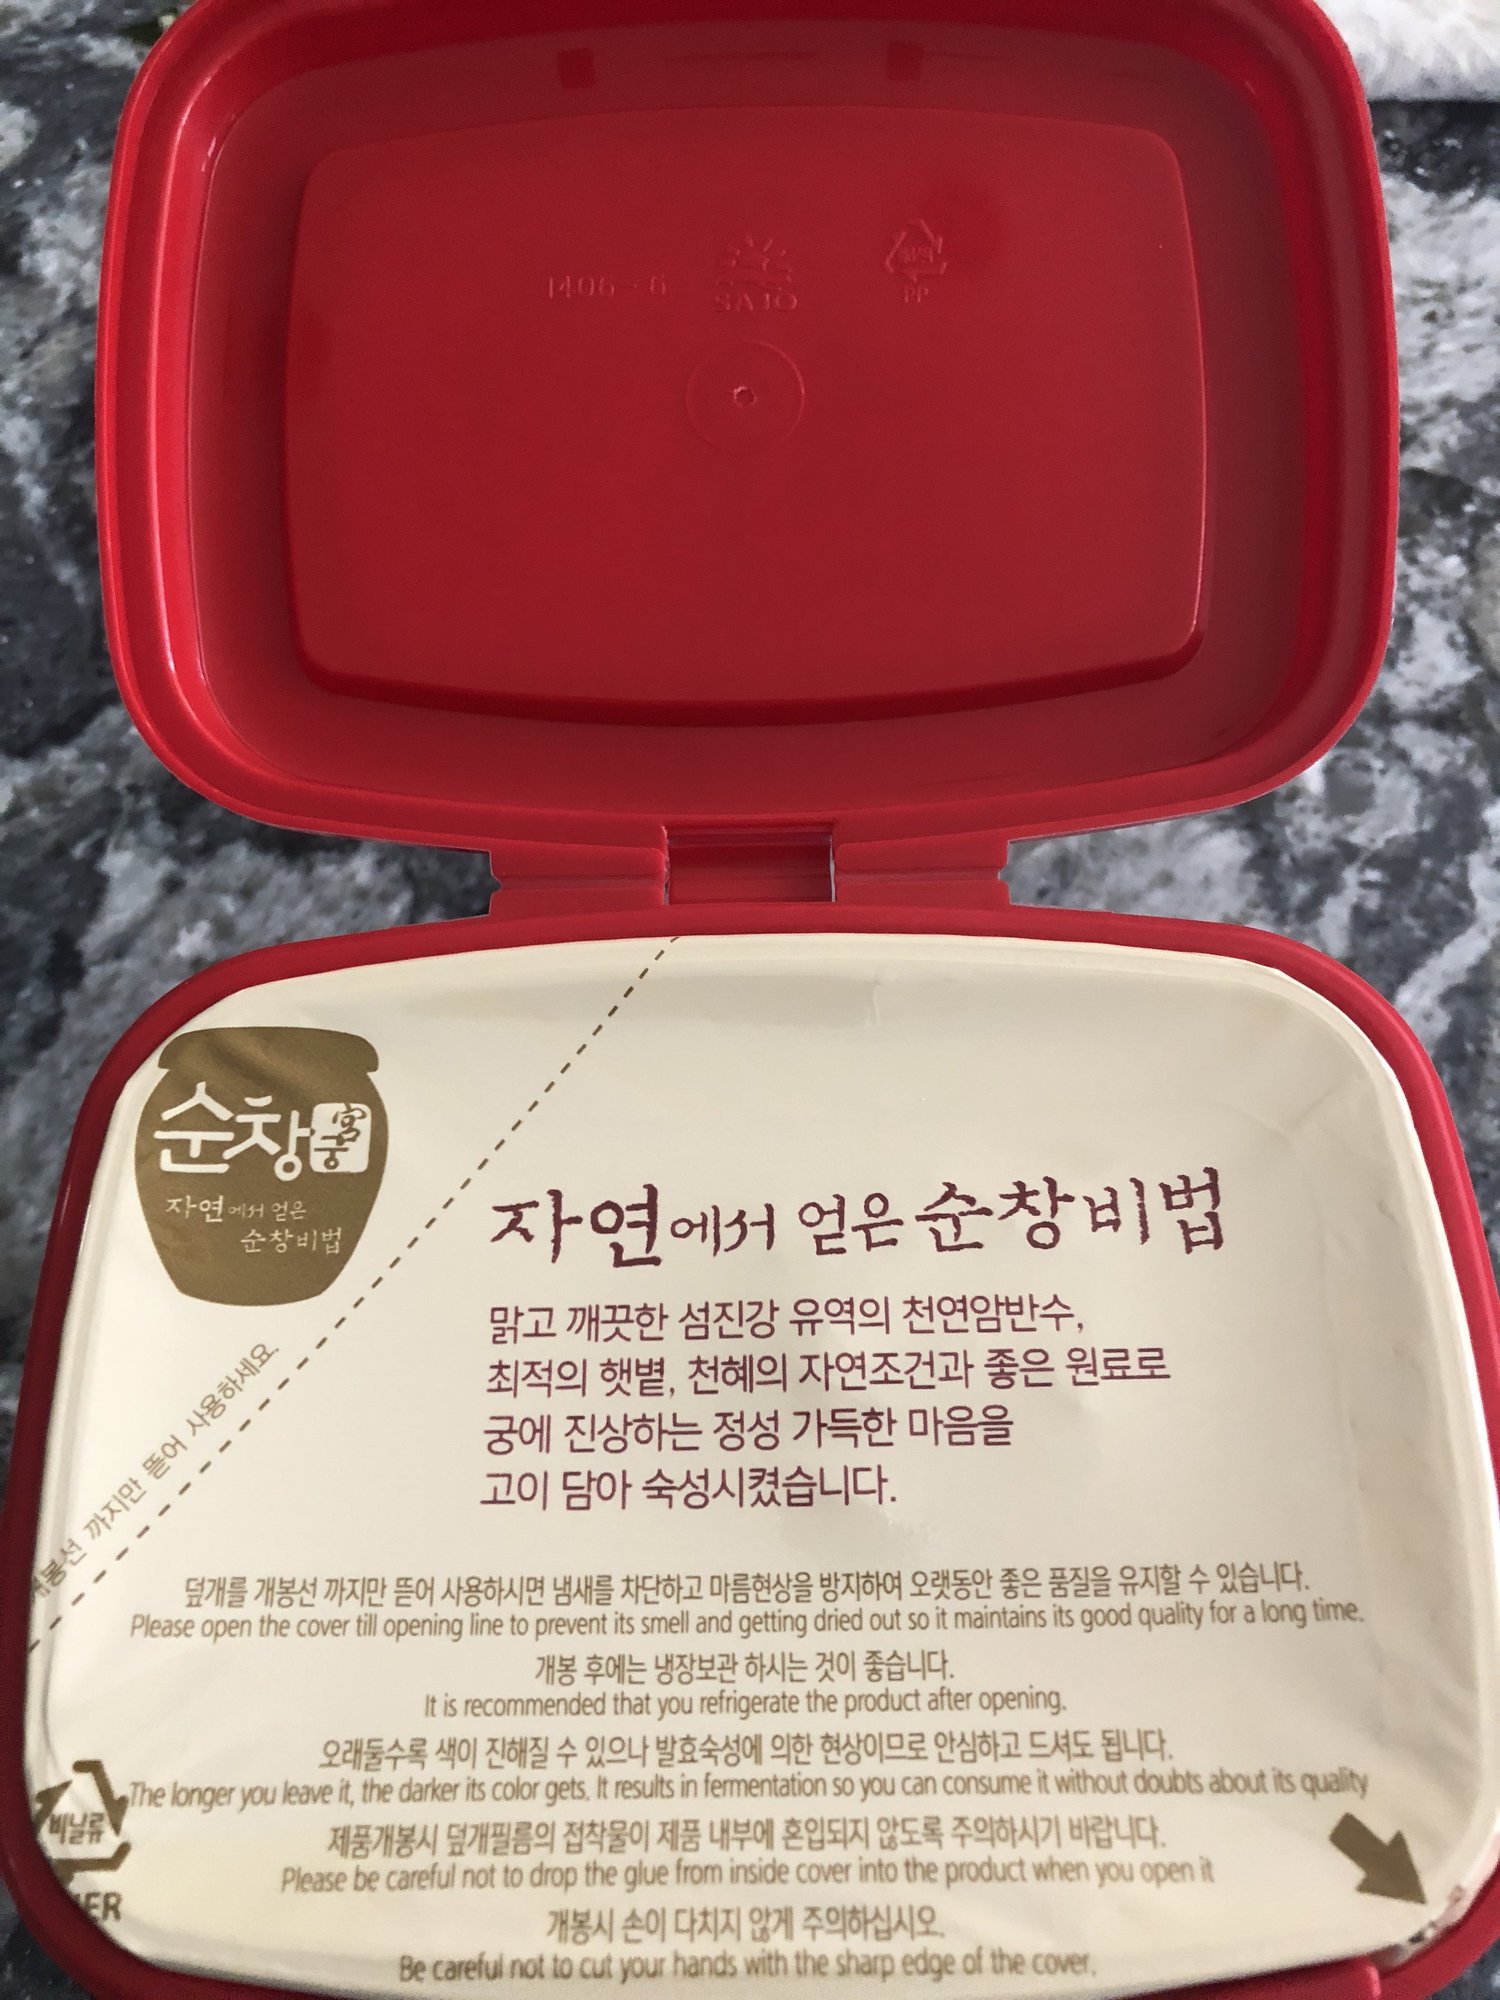 1406-6
SAJO
PP
순창宮궁
자연에서 얻은
순창비법
자연에서 얻은 순창비법
맑고 깨끗한 섬진강 유역의 천연암반수,
최적의 햇볕, 천혜의 자연조건과 좋은 원료로
궁에 진상하는 정성 가득한 마음을
고이 담아 숙성시켰습니다.
개봉선 까지만 뜯어 사용하세요.
덮개를 개봉선 까지만 뜯어 사용하시면 냄새를 차단하고 마름현상을 방지하여 오랫동안 좋은 품질을 유지할 수 있습니다.
Please open the cover till opening line to prevent its smell and getting dried out so it maintains its good quality for a long time.
개봉 후에는 냉장보관 하시는 것이 좋습니다.
It is recommended that you refrigerate the product after opening.
오래둘수록 색이 진해질 수 있으나 발효숙성에 의한 현상이므로 안심하고 드셔도 됩니다.
The longer you leave it, the darker its color gets. It results in fermentation so you can consume it without doubts about its quality
제품개봉시 덮개필름의 접착물이 제품 내부에 혼입되지 않도록 주의하시기 바랍니다.
Please be careful not to drop the glue from inside cover into the product when you open it
개봉시 손이 다치지 않게 주의하십시오.
Be careful not to cut your hands with the sharp edge of the cover.
비닐류